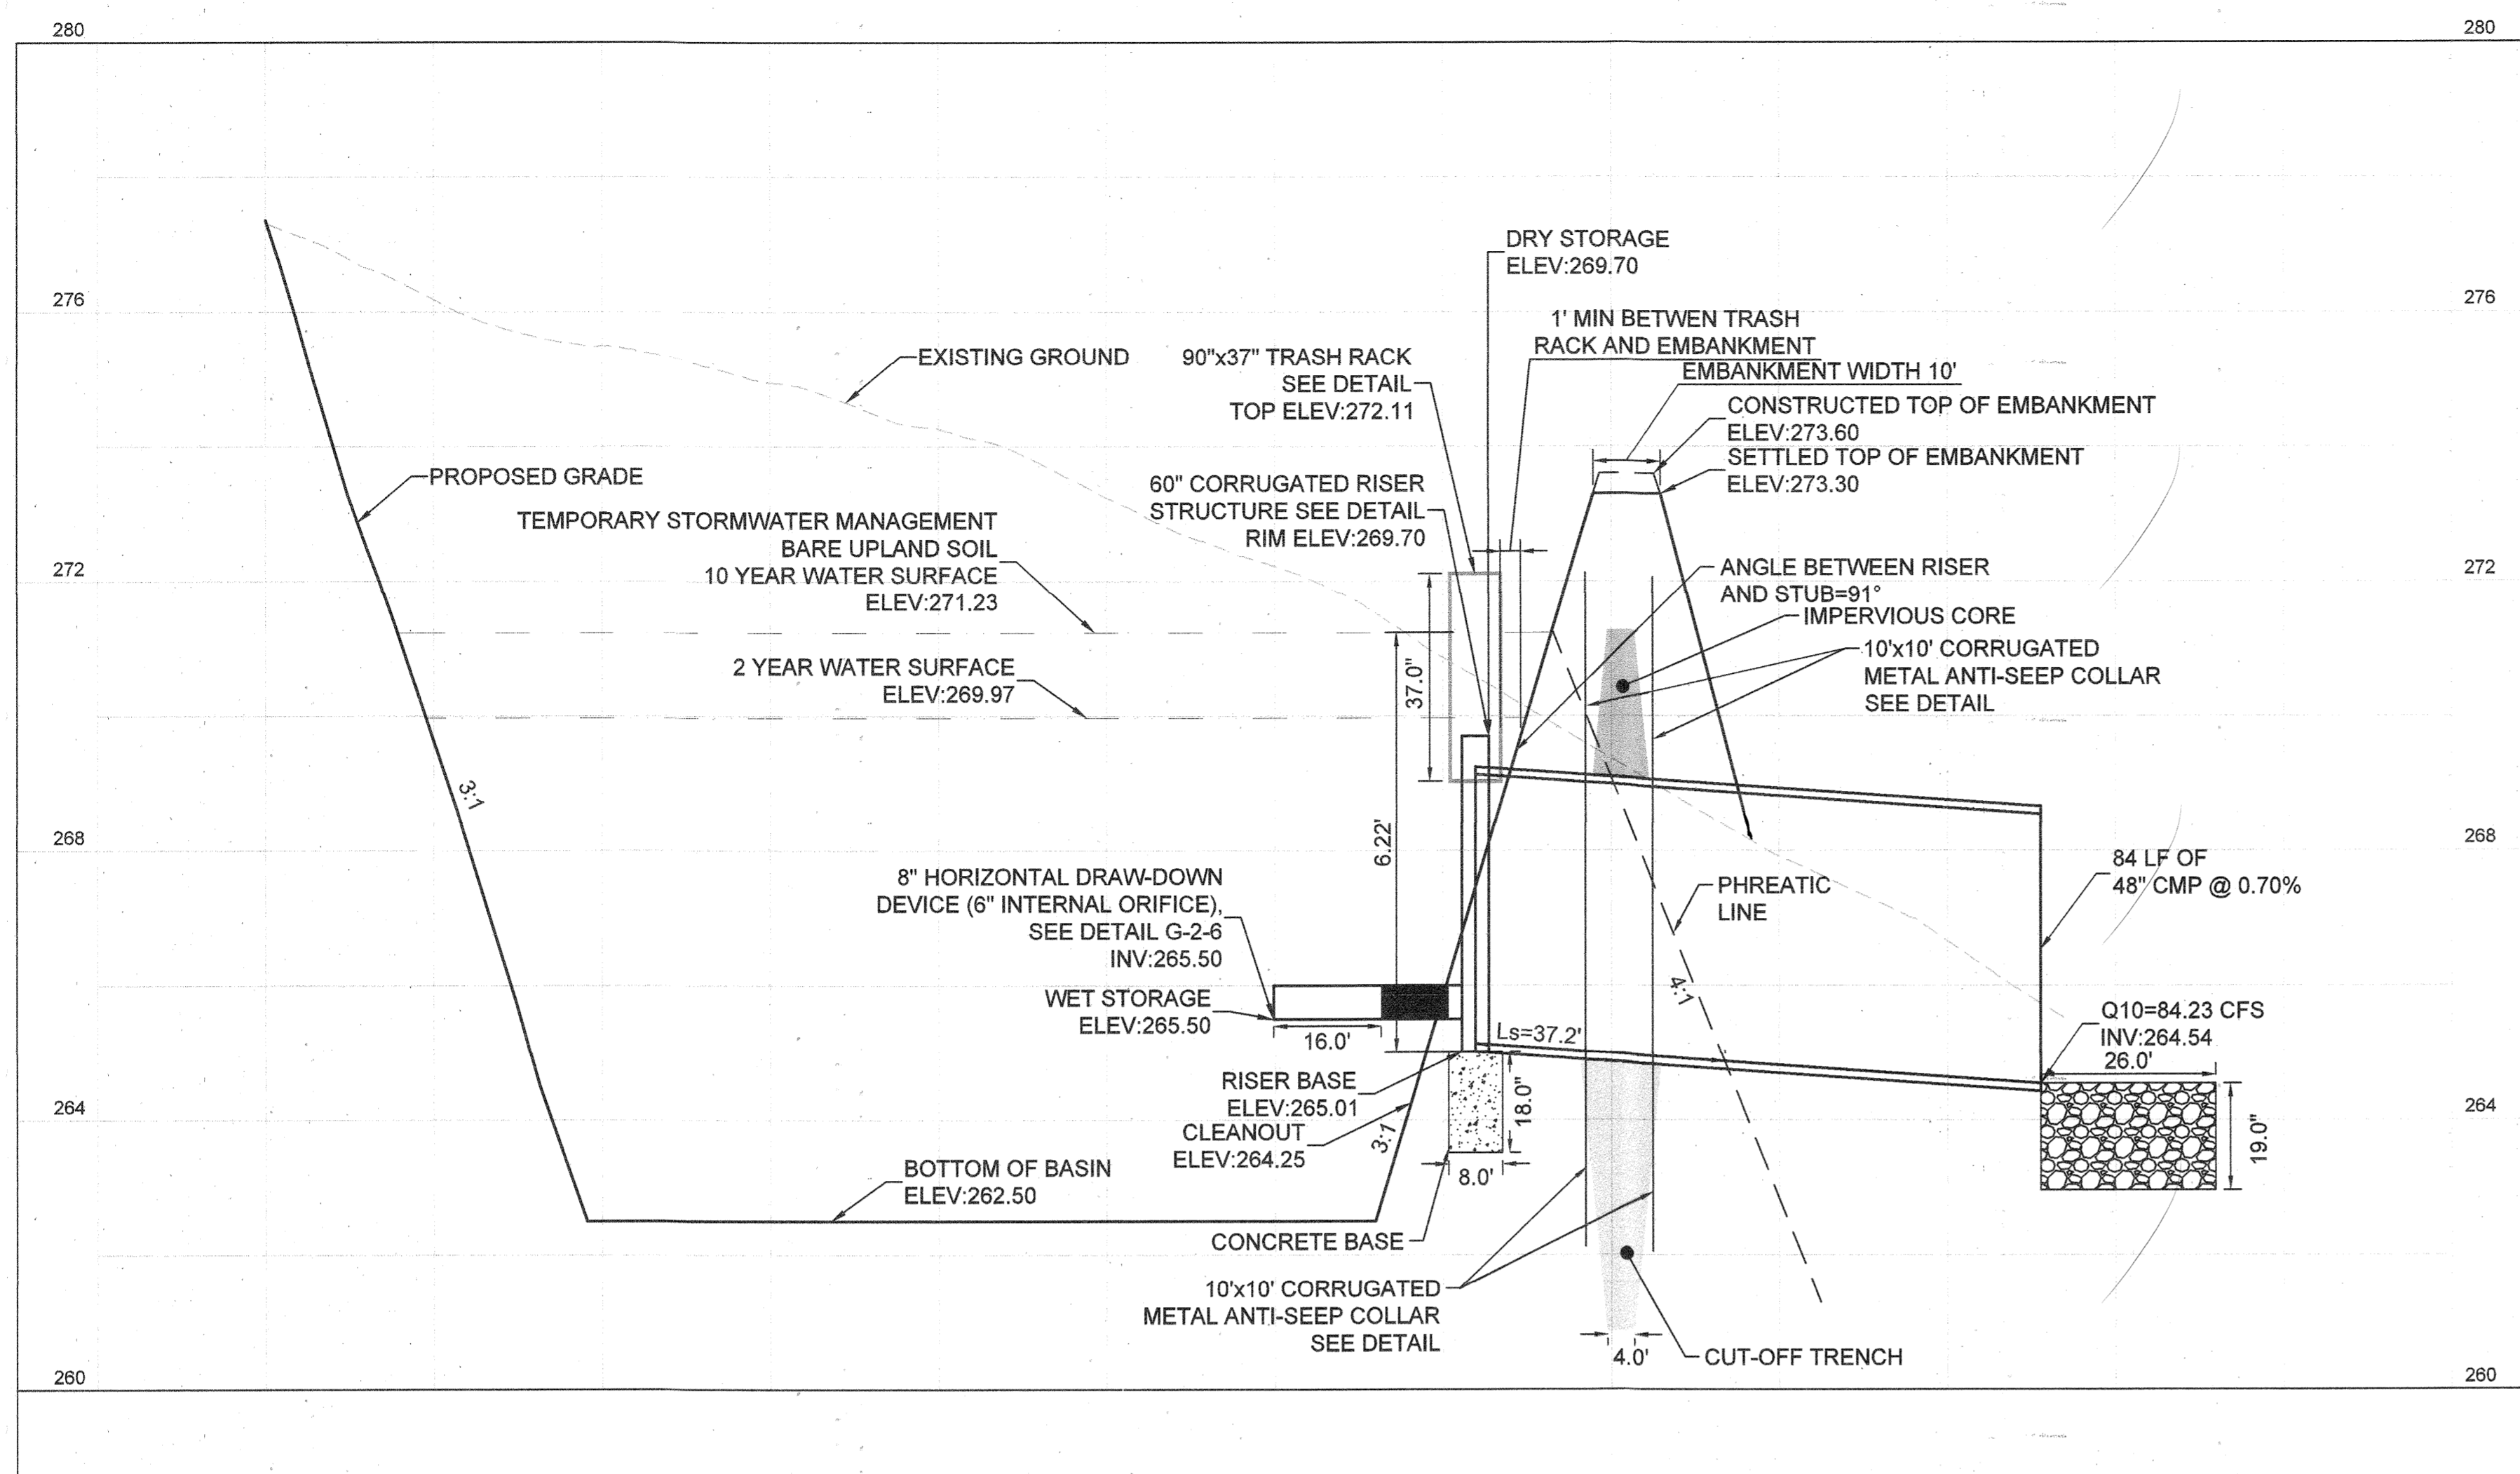 280
280
DRY STORAGE
ELEV:269.70
276
276
1' MIN BETWEN TRASH
RACK AND EMBANKMENT
EXISTING GROUND
90"x37" TRASH RACK
SEE DETAIL
TOP ELEV:272.11
EMBANKMENT WIDTH 10'
CONSTRUCTED TOP OF EMBANKMENT
ELEV:273.60
SETTLED TOP OF EMBANKMENT
ELEV:273.30
PROPOSED GRADE
60" CORRUGATED RISER
STRUCTURE SEE DETAIL
RIM ELEV:269.70
TEMPORARY STORMWATER MANAGEMENT
BARE UPLAND SOIL
10 YEAR WATER SURFACE
ELEV:271.23
272
272
ANGLE BETWEEN RISER
AND STUB=91°
IMPERVIOUS CORE
10'x10' CORRUGATED
METAL ANTI-SEEP COLLAR
SEE DETAIL
2 YEAR WATER SURFACE
ELEV:269.97
37.0"
3:1
6.22'
268
268
84 LF OF
48" CMP @ 0.70%
8" HORIZONTAL DRAW-DOWN
DEVICE (6" INTERNAL ORIFICE),
SEE DETAIL G-2-6
INV:265.50
PHREATIC
LINE
4:1
WET STORAGE
ELEV:265.50
16.0'
Ls=37.2'
Q10=84.23 CFS
INV:264.54
26.0'
RISER BASE
ELEV:265.01
18.0"
264
264
CLEANOUT
ELEV:264.25
3:1
19.0"
8.0'
BOTTOM OF BASIN
ELEV:262.50
CONCRETE BASE
10'x10' CORRUGATED
METAL ANTI-SEEP COLLAR
SEE DETAIL
4.0'
CUT-OFF TRENCH
260
260